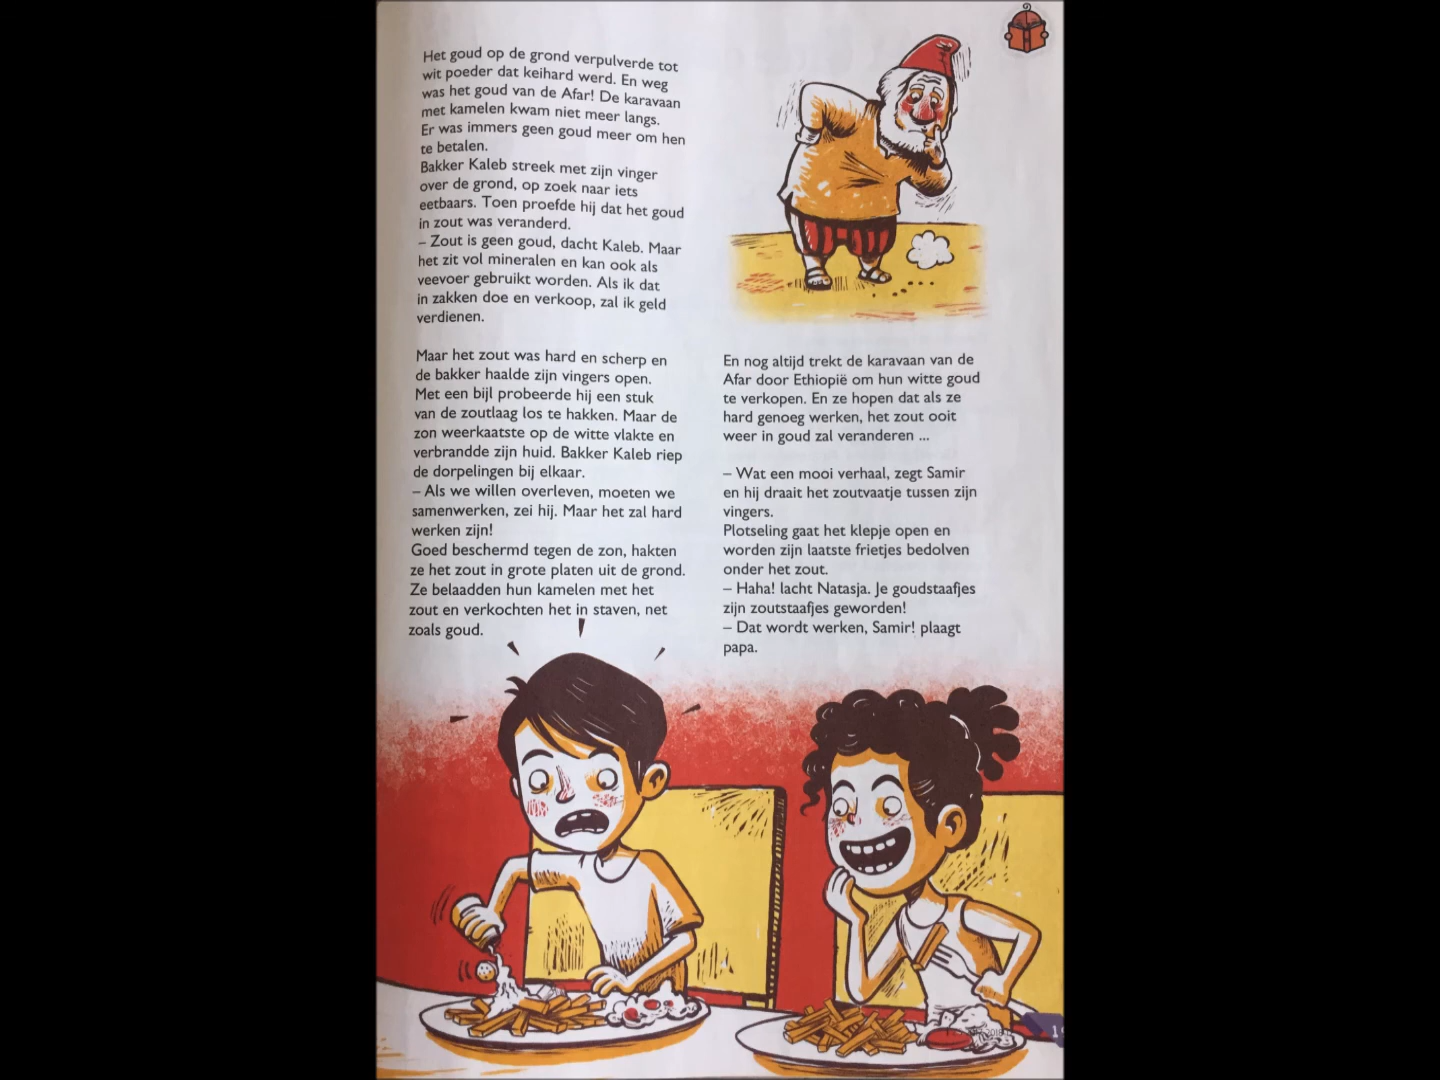 Het goud op de grond verpulverde tot
wit poeder dat keihard werd. En weg
was het goud van de Afar! De karavaan
met kamelen kwam niet meer langs.
Er was immers geen goud meer om hen
te betalen.
Bakker Kaleb streek met zijn vinger
over de grond, op zoek naar iets
eetbaars. Toen proefde hij dat het goud
in zout was veranderd.
– Zout is geen goud, dacht Kaleb. Maar
het zit vol mineralen en kan ook als
veevoer gebruikt worden. Als ik dat
in zakken doe en verkoop, zal ik geld
verdienen.
Maar het zout was hard en scherp en
de bakker haalde zijn vingers open.
Met een bijl probeerde hij een stuk
van de zoutlaag los te hakken. Maar de
zon weerkaatste op de witte vlakte en
verbrandde zijn huid. Bakker Kaleb riep
de dorpelingen bij elkaar.
– Als we willen overleven, moeten we
samenwerken, zei hij. Maar het zal hard
werken zijn!
Goed beschermd tegen de zon, hakten
ze het zout in grote platen uit de grond.
Ze belaadden hun kamelen met het
zout en verkochten het in staven, net
zoals goud.
En nog altijd trekt de karavaan van de
Afar door Ethiopië om hun witte goud
te verkopen. En ze hopen dat als ze
hard genoeg werken, het zout ooit
weer in goud zal veranderen ...
– Wat een mooi verhaal, zegt Samir
en hij draait het zoutvaatje tussen zijn
vingers.
Plotseling gaat het klepje open en
worden zijn laatste frietjes bedolven
onder het zout.
– Haha! lacht Natasja. Je goudstaafjes
zijn zoutstaafjes geworden!
– Dat wordt werken, Samir! plaagt
papa.